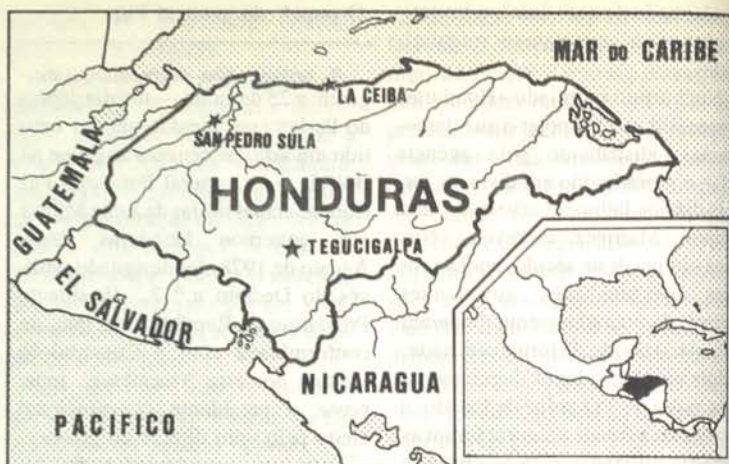 MAR DO CARIBE
LA CEIBA
SAN PEDRO SULA
GUATEMALA
HONDURAS
TEGUCIGALPA
EL SALVADOR
NICARAGUA
PACIFICO